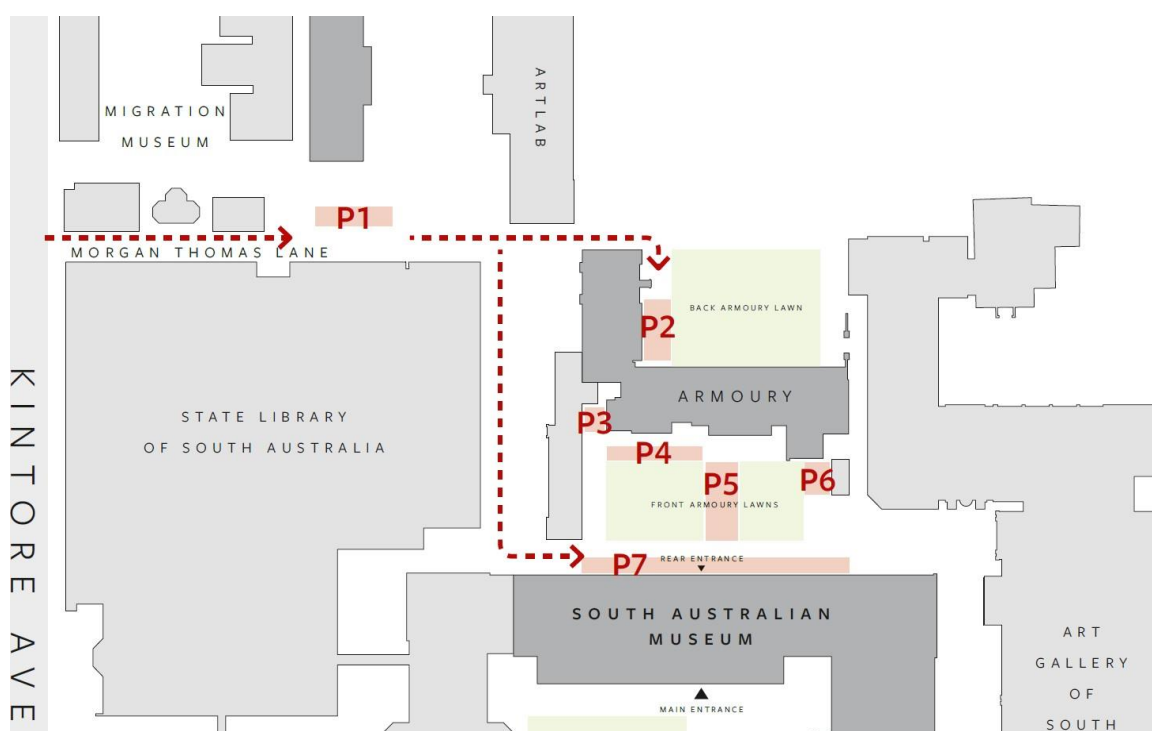 MIGRATION
MUSEUM
ARTLAB
P1
MORGAN THOMAS LANE
BACK ARMOURY LAWN
P2
KINTORE AVE
STATE LIBRARY
OF SOUTH AUSTRALIA
ARMOURY
P3
P4
P5
P6
FRONT ARMOURY LAWNS
P7
REAR ENTRANCE
SOUTH AUSTRALIAN
MUSEUM
MAIN ENTRANCE
ART
GALLERY
OF
SOUTH